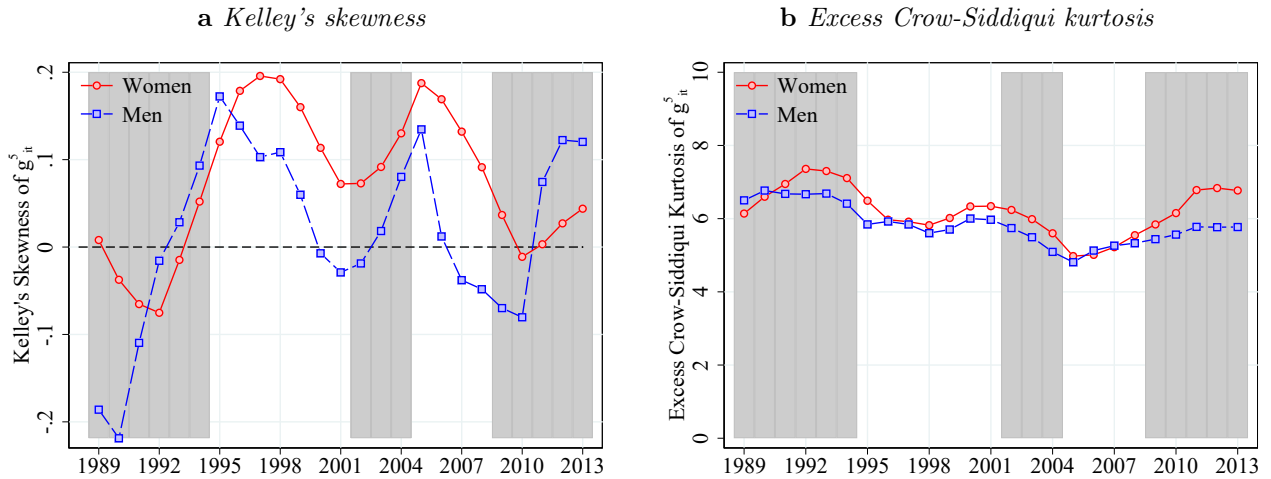 a Kelley's skewness
Kelley's Skewness of g⁵ᵢₜ
.2
.1
0
-.1
-.2
Women
Men
1989 1992 1995 1998 2001 2004 2007 2010 2013
b Excess Crow-Siddiqui kurtosis
Excess Crow-Siddiqui Kurtosis of g⁵ᵢₜ
10
8
6
4
2
0
Women
Men
1989 1992 1995 1998 2001 2004 2007 2010 2013